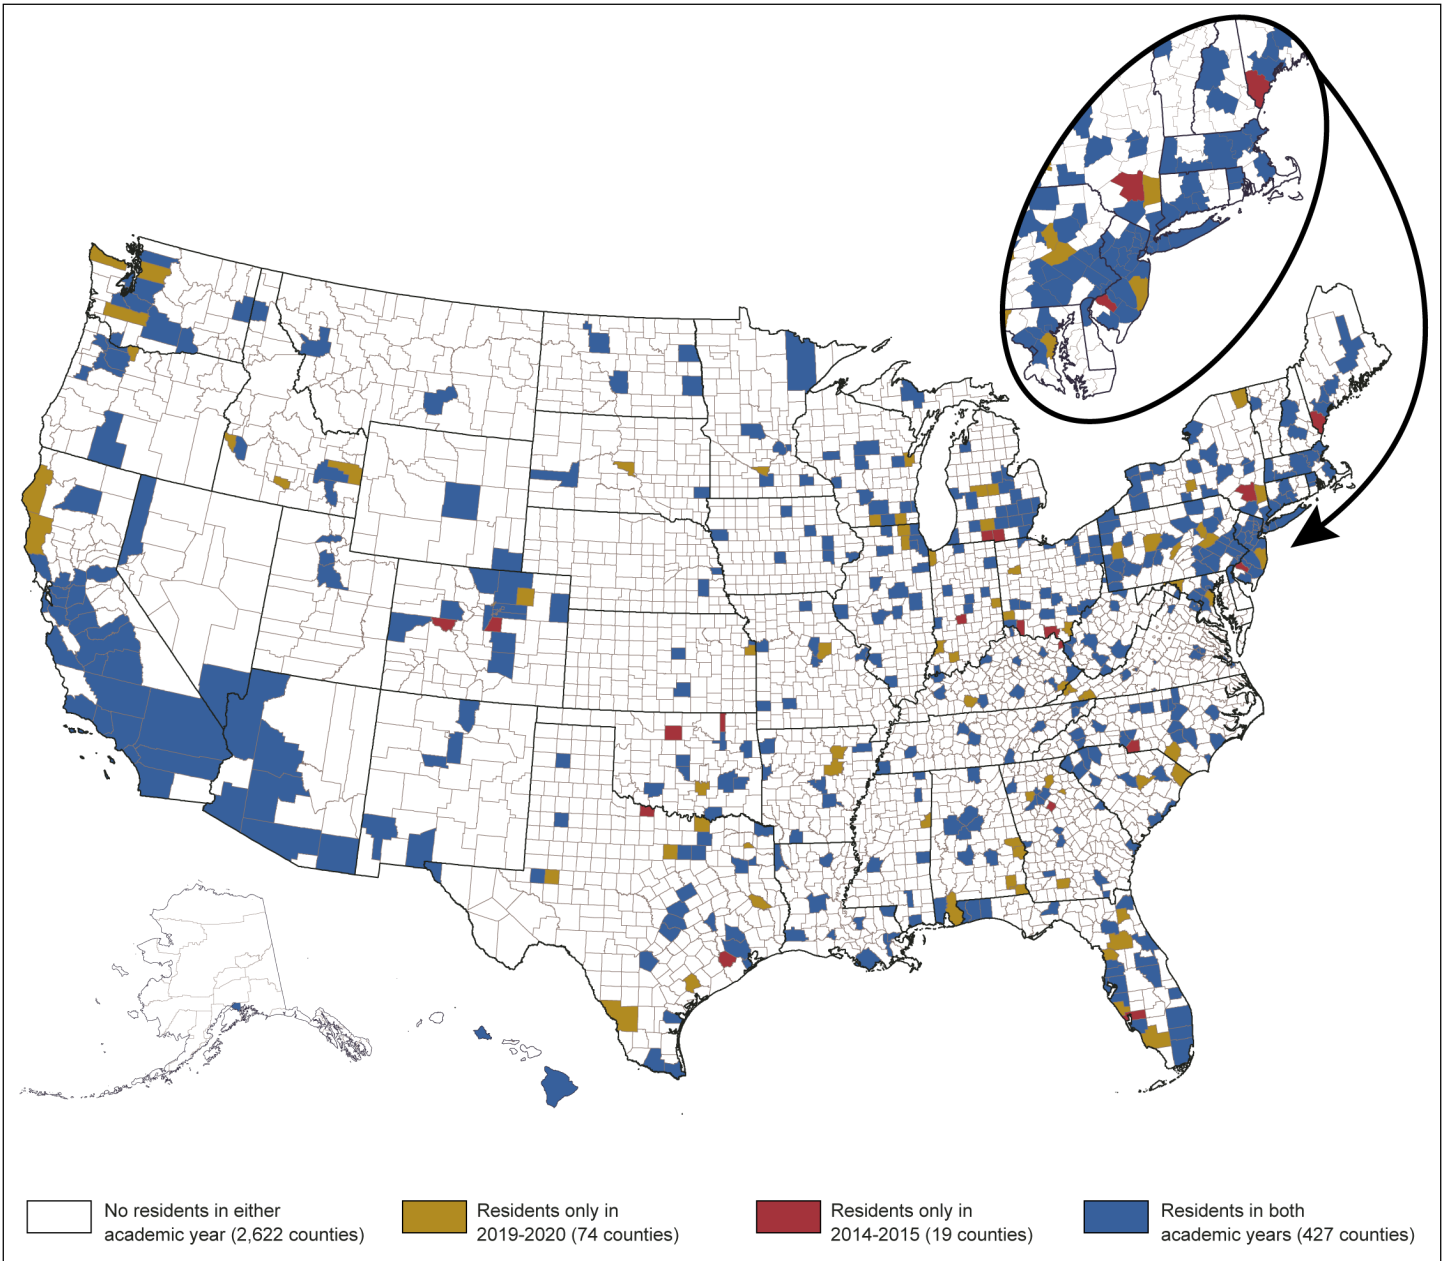 No residents in either
academic year (2,622 counties)
Residents only in
2019-2020 (74 counties)
Residents only in
2014-2015 (19 counties)
Residents in both
academic years (427 counties)